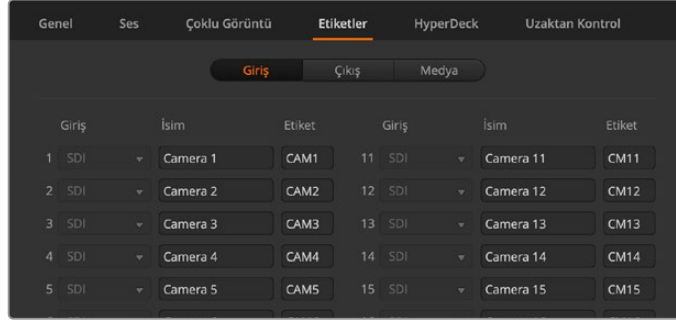 Genel Ses Çoklu Görüntü Etiketler HyperDeck Uzaktan Kontrol
Giriş Çıkış Medya
Giriş İsim Etiket Giriş İsim Etiket
1 SDI Camera 1 CAM1 11 SDI Camera 11 CM11
2 SDI Camera 2 CAM2 12 SDI Camera 12 CM12
3 SDI Camera 3 CAM3 13 SDI Camera 13 CM13
4 SDI Camera 4 CAM4 14 SDI Camera 14 CM14
5 SDI Camera 5 CAM5 15 SDI Camera 15 CM15